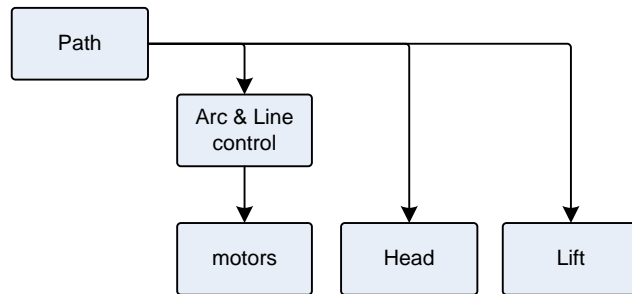 Path
Arc & Line
control
motors
Head
Lift